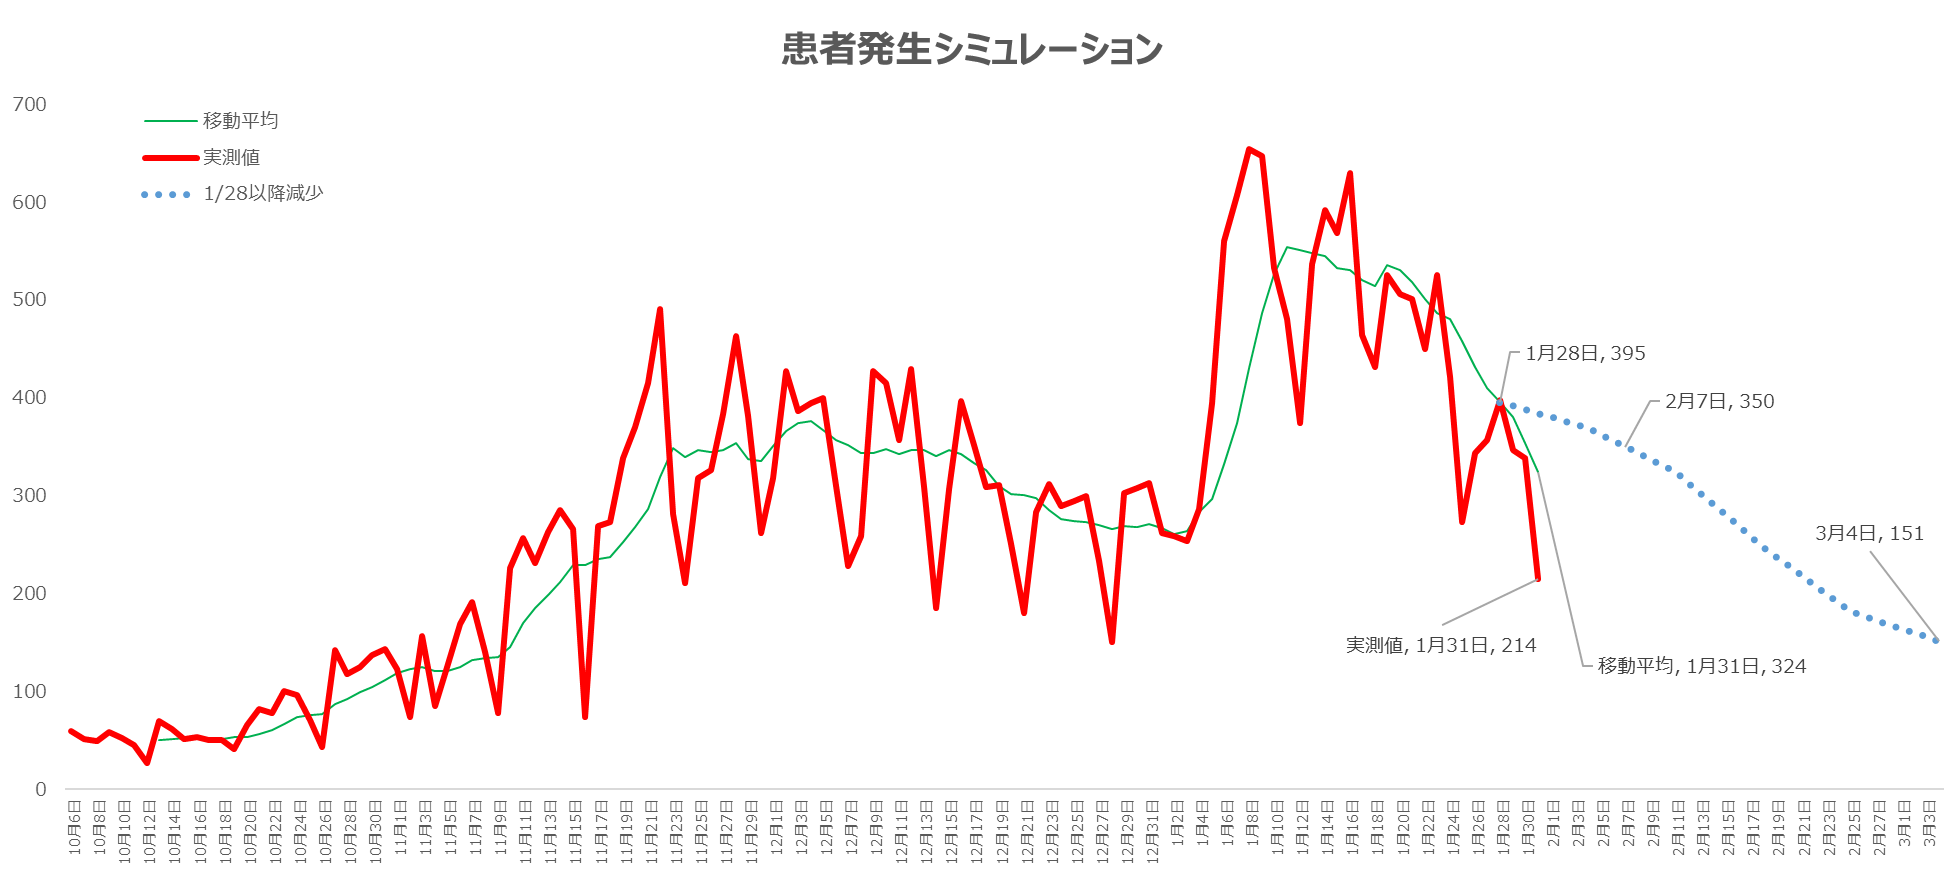 患者発生シミュレーション
700
600
500
400
300
200
100
0
移動平均
実測値
1/28以降減少
1月28日, 395
2月7日, 350
3月4日, 151
実測値, 1月31日, 214
移動平均, 1月31日, 324
10月6日
10月8日
10月10日
10月12日
10月14日
10月16日
10月18日
10月20日
10月22日
10月24日
10月26日
10月28日
10月30日
11月1日
11月3日
11月5日
11月7日
11月9日
11月11日
11月13日
11月15日
11月17日
11月19日
11月21日
11月23日
11月25日
11月27日
11月29日
12月1日
12月3日
12月5日
12月7日
12月9日
12月11日
12月13日
12月15日
12月17日
12月19日
12月21日
12月23日
12月25日
12月27日
12月29日
12月31日
1月2日
1月4日
1月6日
1月8日
1月10日
1月12日
1月14日
1月16日
1月18日
1月20日
1月22日
1月24日
1月26日
1月28日
1月30日
2月1日
2月3日
2月5日
2月7日
2月9日
2月11日
2月13日
2月15日
2月17日
2月19日
2月21日
2月23日
2月25日
2月27日
3月1日
3月3日